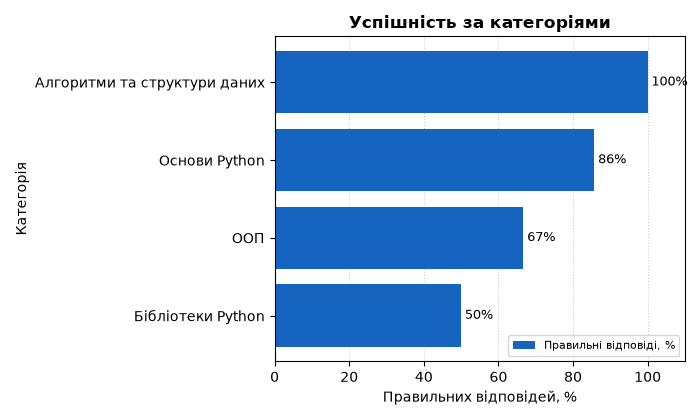 Успішність за категоріями
Категорія
Алгоритми та структури даних
100%
Основи Python
86%
ООП
67%
Бібліотеки Python
50%
Правильні відповіді, %
0 20 40 60 80 100
Правильних відповідей, %